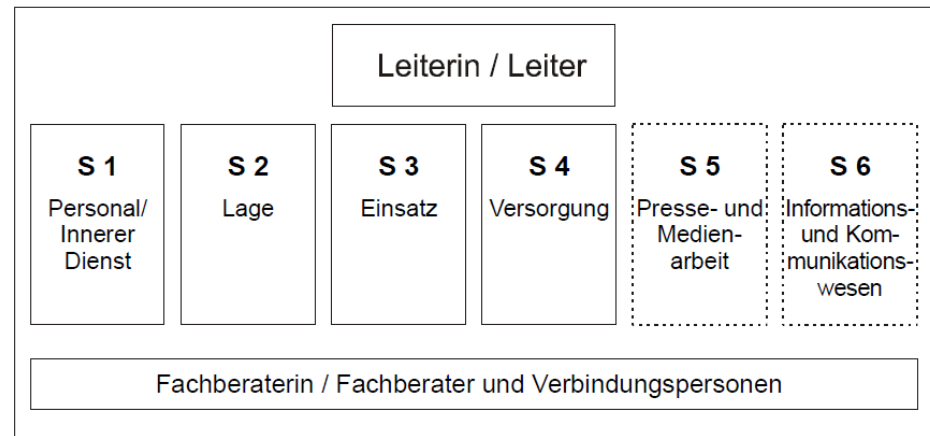 Leiterin / Leiter
S 1
Personal/
Innerer
Dienst
S 2
Lage
S 3
Einsatz
S 4
Versorgung
S 5
Presse- und
Medien-
arbeit
S 6
Informations-
und Kom-
munikations-
wesen
Fachberaterin / Fachberater und Verbindungspersonen